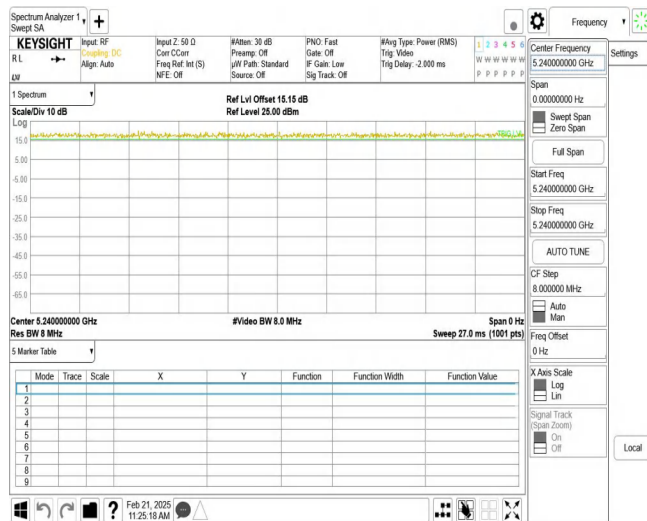 Spectrum Analyzer 1
Swept SA
Frequency
KEYSIGHT
Input: RF
Input Z: 50 Ω
#Atten: 30 dB
PNO: Fast
#Avg Type: Power (RMS)
1 2 3 4 5 6
RL
Coupling: DC
Corr CCorr
Preamp: Off
Gate: Off
Trig: Video
W W W W W W
Align: Auto
Freq Ref: Int (S)
µW Path: Standard
IF Gain: Low
Trig Delay: -2.000 ms
NFE: Off
Source: Off
Sig Track: Off
P P P P P P
LXI
Center Frequency
5.240000000 GHz
Settings
Span
0.00000000 Hz
Swept Span
Zero Span
Full Span
Start Freq
5.240000000 GHz
Stop Freq
5.240000000 GHz
AUTO TUNE
CF Step
8.000000 MHz
Auto
Man
Freq Offset
0 Hz
X Axis Scale
Log
Lin
Signal Track
(Span Zoom)
On
Off
Local
1 Spectrum
Ref Lvl Offset 15.15 dB
Scale/Div 10 dB
Ref Level 25.00 dBm
Log
15.0
5.00
-5.00
-15.0
-25.0
-35.0
-45.0
-55.0
-65.0
Center 5.240000000 GHz
#Video BW 8.0 MHz
Span 0 Hz
Res BW 8 MHz
Sweep 27.0 ms (1001 pts)
5 Marker Table
Mode Trace Scale X Y Function Function Width Function Value
1
2
3
4
5
6
7
8
9
?
Feb 21, 2025
11:25:18 AM